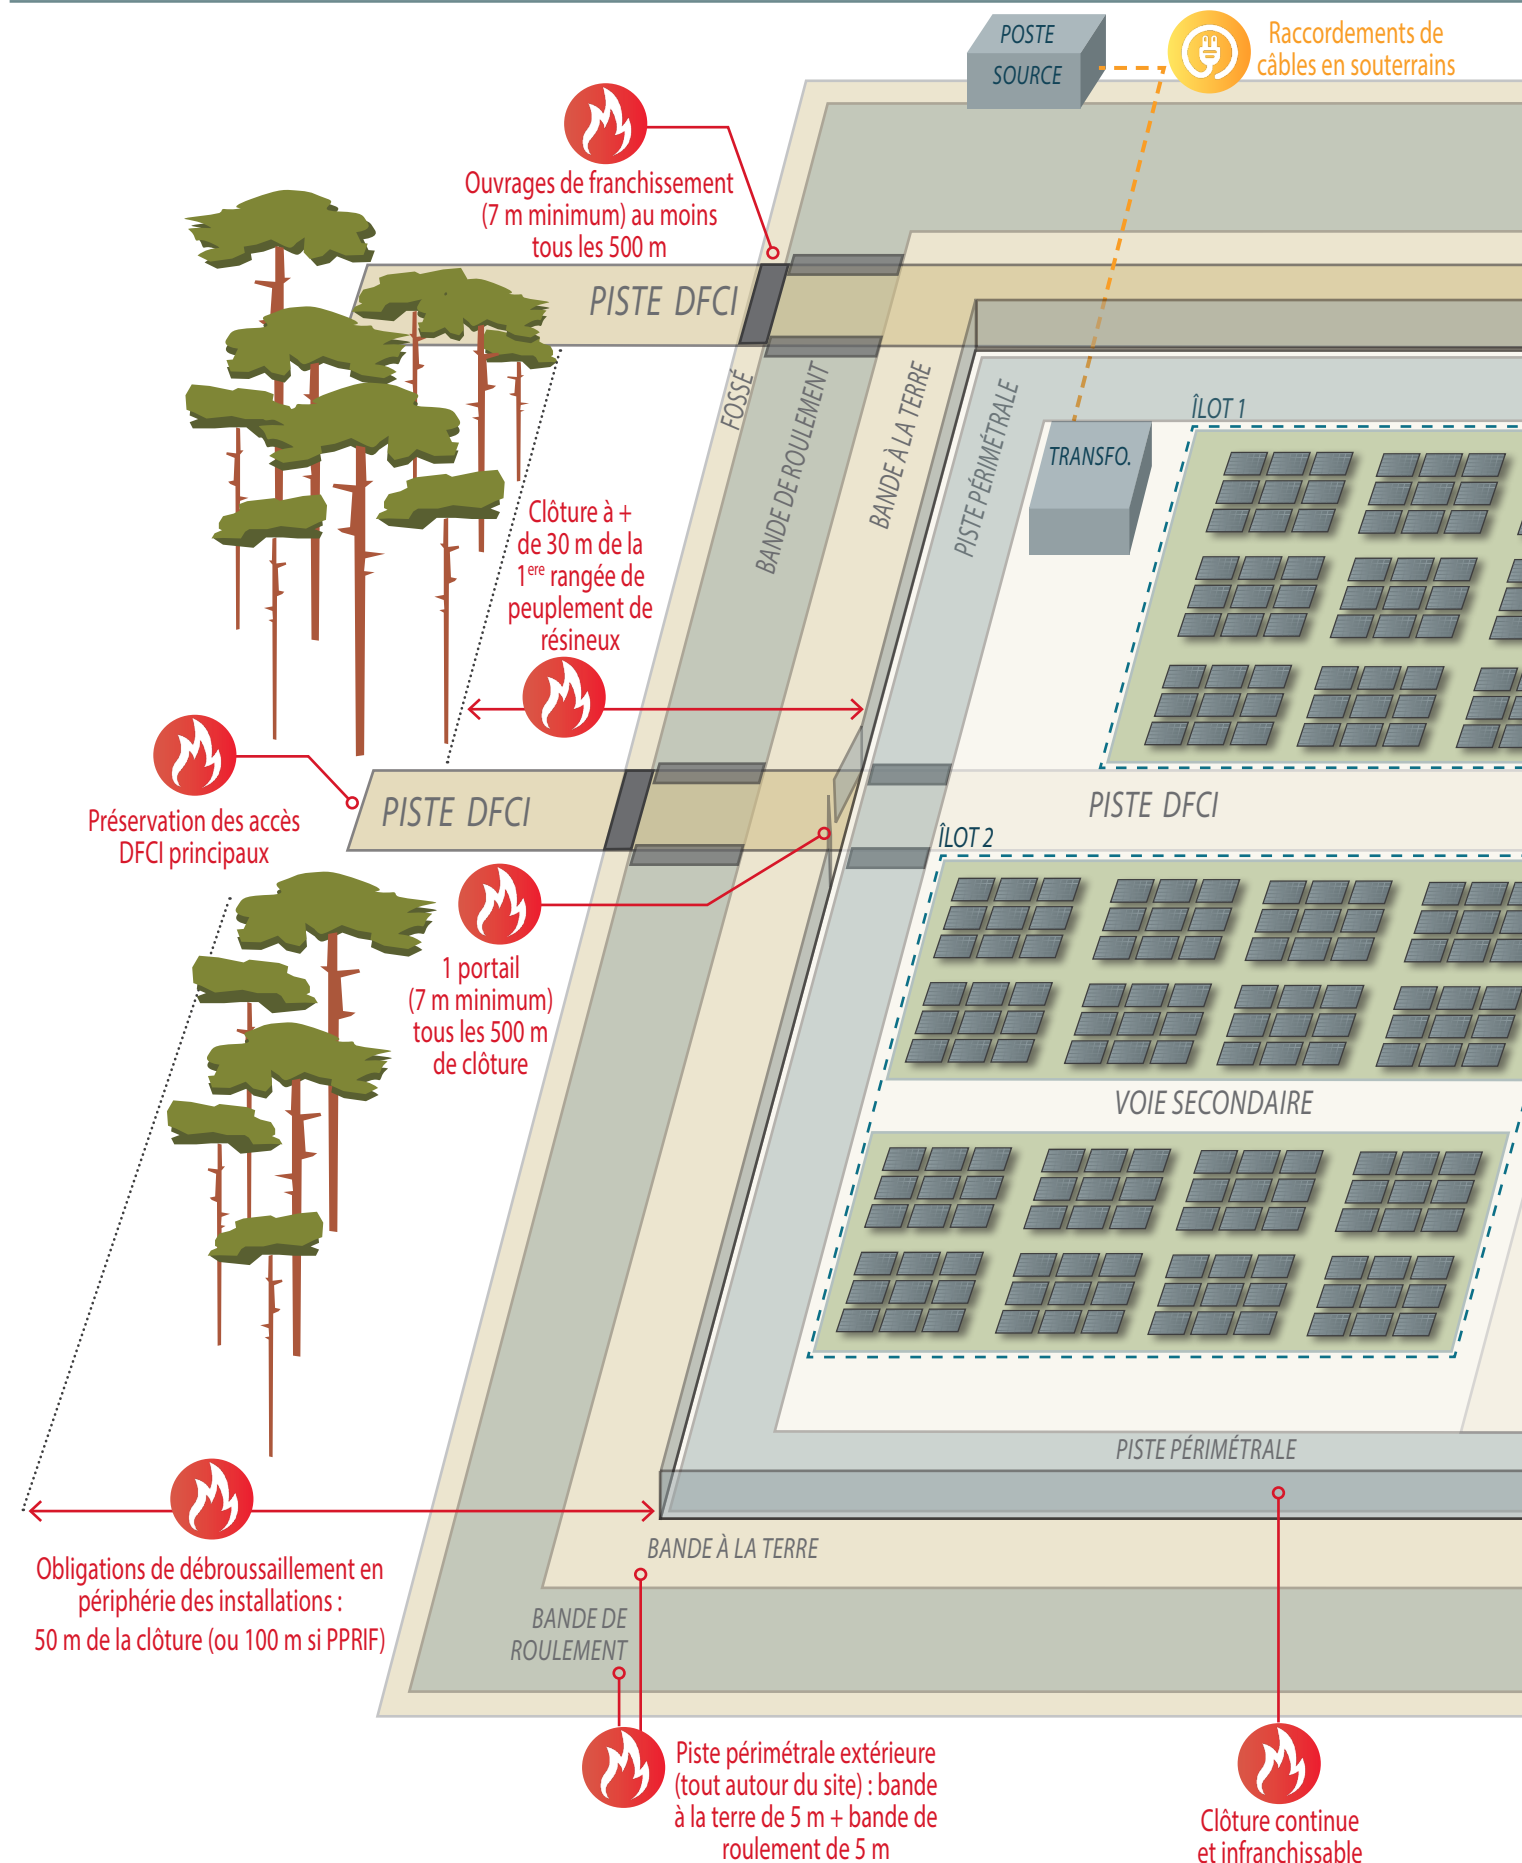 POSTE
SOURCE
Raccordements de
câbles en souterrains
Ouvrages de franchissement
(7 m minimum) au moins
tous les 500 m
PISTE DFCI
FOSSÉ
BANDE DE ROULEMENT
BANDE À LA TERRE
PISTE PÉRIMÉTRALE
ÎLOT 1
TRANSFO.
Clôture à +
de 30 m de la
1ere rangée de
peuplement de
résineux
Préservation des accès
DFCI principaux
PISTE DFCI
PISTE DFCI
ÎLOT 2
1 portail
(7 m minimum)
tous les 500 m
de clôture
VOIE SECONDAIRE
PISTE PÉRIMÉTRALE
Obligations de débroussaillement en
périphérie des installations :
50 m de la clôture (ou 100 m si PPRIF)
BANDE À LA TERRE
BANDE DE
ROULEMENT
Piste périmétrale extérieure
(tout autour du site) : bande
à la terre de 5 m + bande de
roulement de 5 m
Clôture continue
et infranchissable